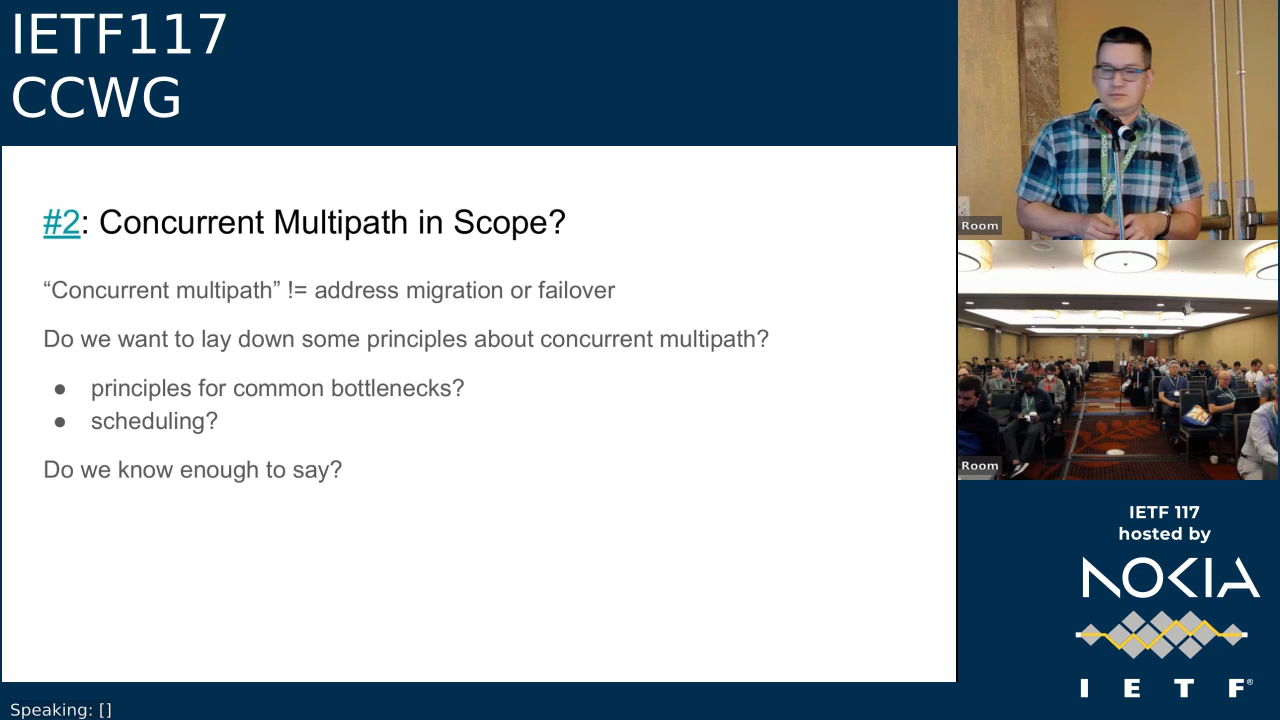 IETF117
CCWG
#2: Concurrent Multipath in Scope?
“Concurrent multipath” != address migration or failover
Do we want to lay down some principles about concurrent multipath?
● principles for common bottlenecks?
● scheduling?
Do we know enough to say?
Room
Room
IETF 117
hosted by
NOKIA
I E T F®
Speaking: []